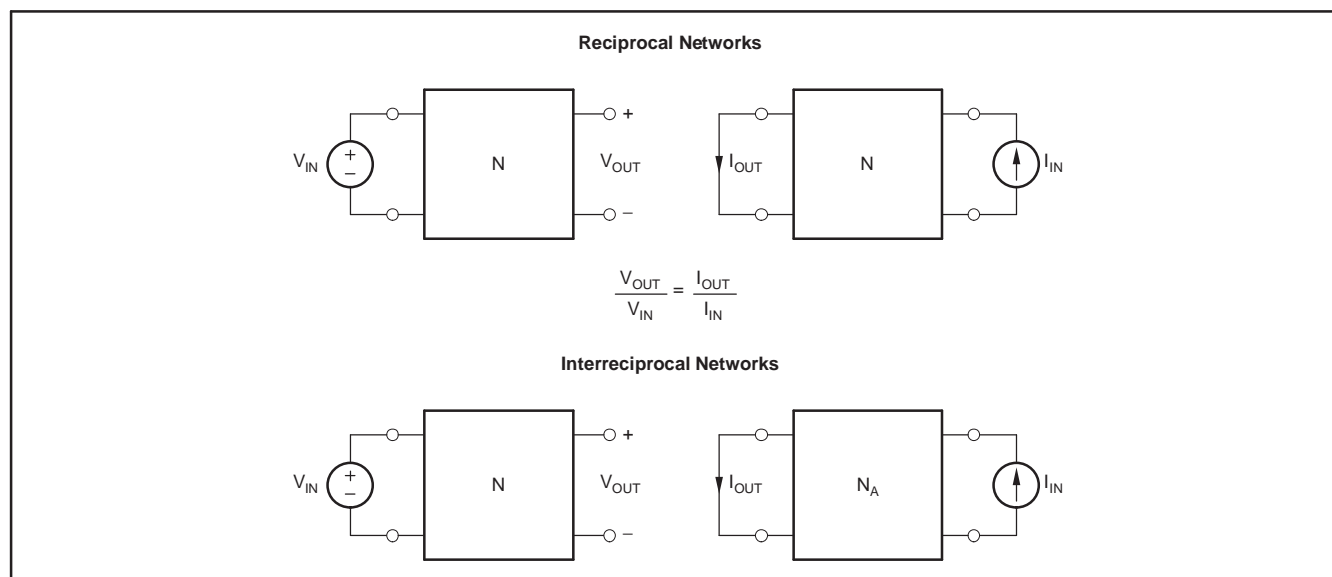 Reciprocal Networks
V_IN + − N + V_OUT − I_OUT N I_IN
V_OUT / V_IN = I_OUT / I_IN
Interreciprocal Networks
V_IN + − N + V_OUT − I_OUT N_A I_IN